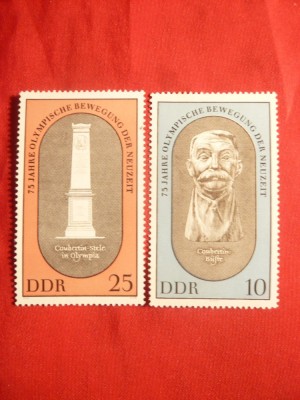 75 JAHRE OLYMPISCHE BEWEGUNG DER NEUZEIT
Coubertin-Stele
in Olympia
DDR 25
75 JAHRE OLYMPISCHE BEWEGUNG DER NEUZEIT
Coubertin-
Büste
DDR 10